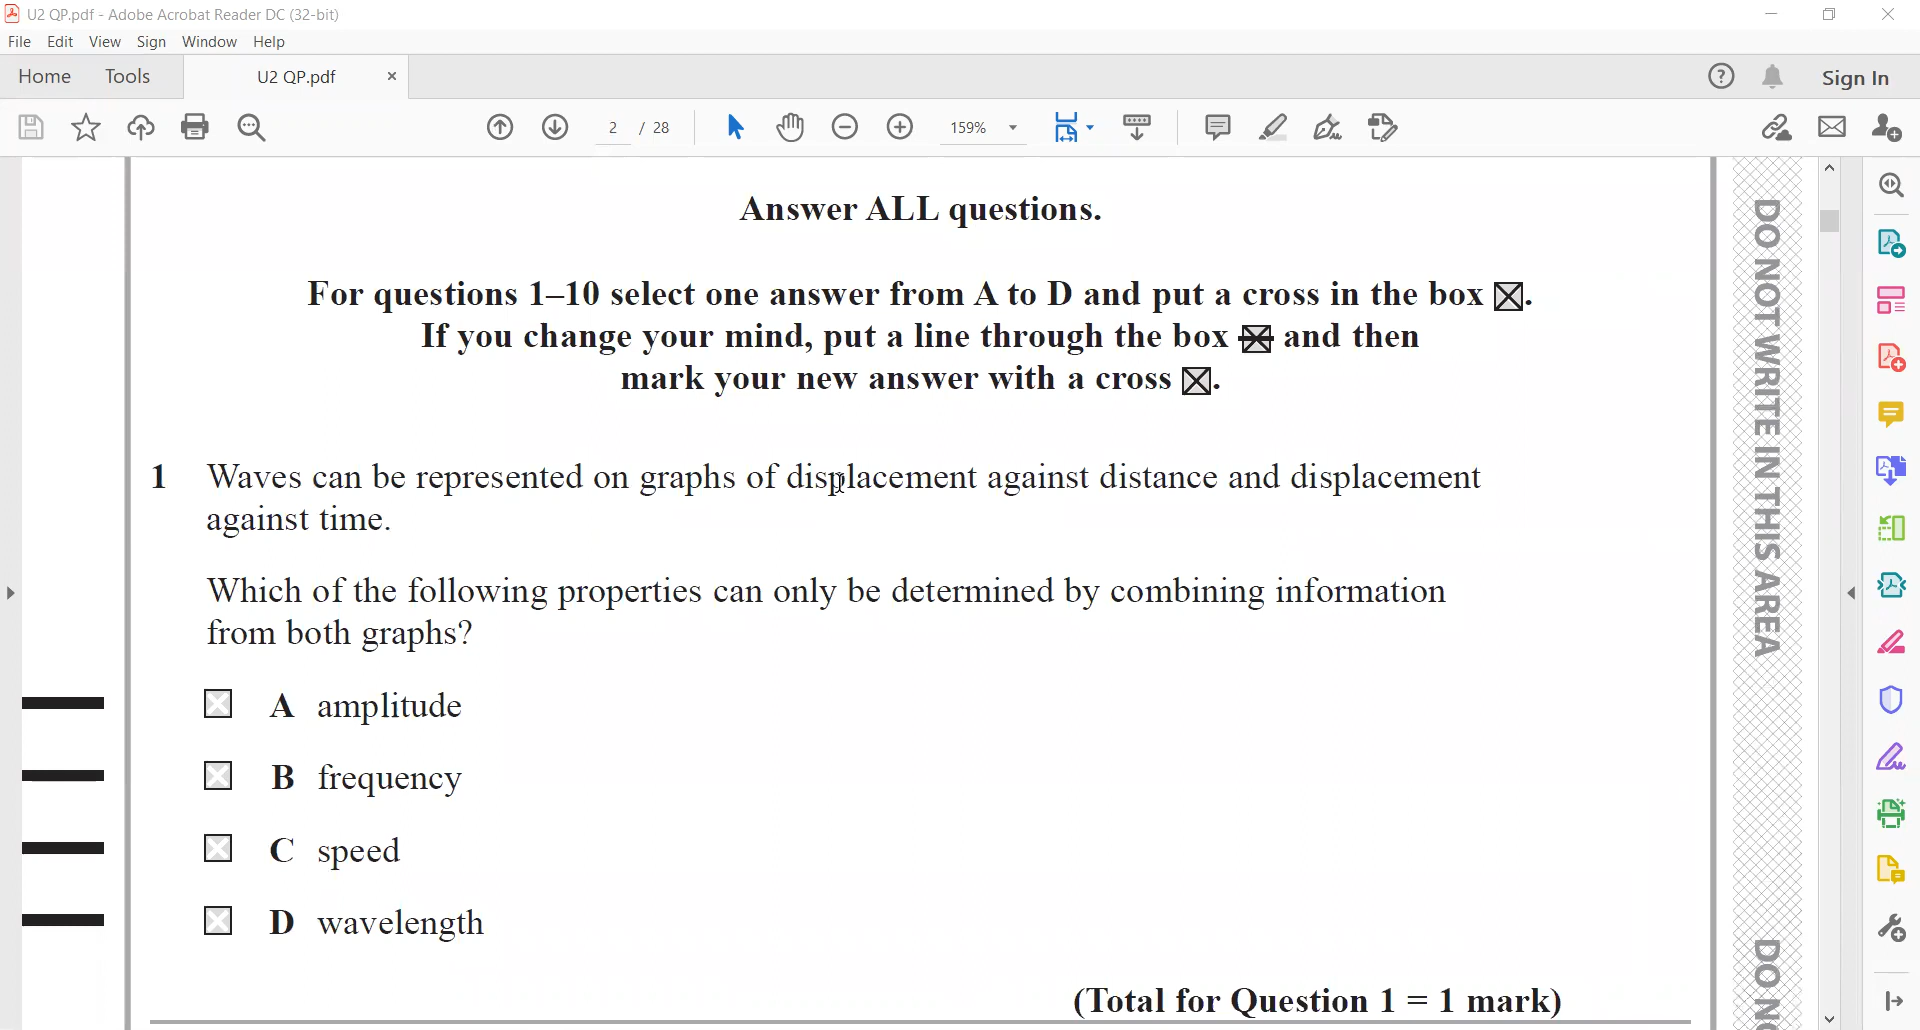 U2 QP.pdf - Adobe Acrobat Reader DC (32-bit)
File Edit View Sign Window Help
Home Tools U2 QP.pdf × Sign In
2 / 28 159%
Answer ALL questions.
For questions 1–10 select one answer from A to D and put a cross in the box ☒.
If you change your mind, put a line through the box and then
mark your new answer with a cross ☒.
1 Waves can be represented on graphs of displacement against distance and displacement
against time.
Which of the following properties can only be determined by combining information
from both graphs?
A amplitude
B frequency
C speed
D wavelength
(Total for Question 1 = 1 mark)
DO NOT WRITE IN THIS AREA
DO NO